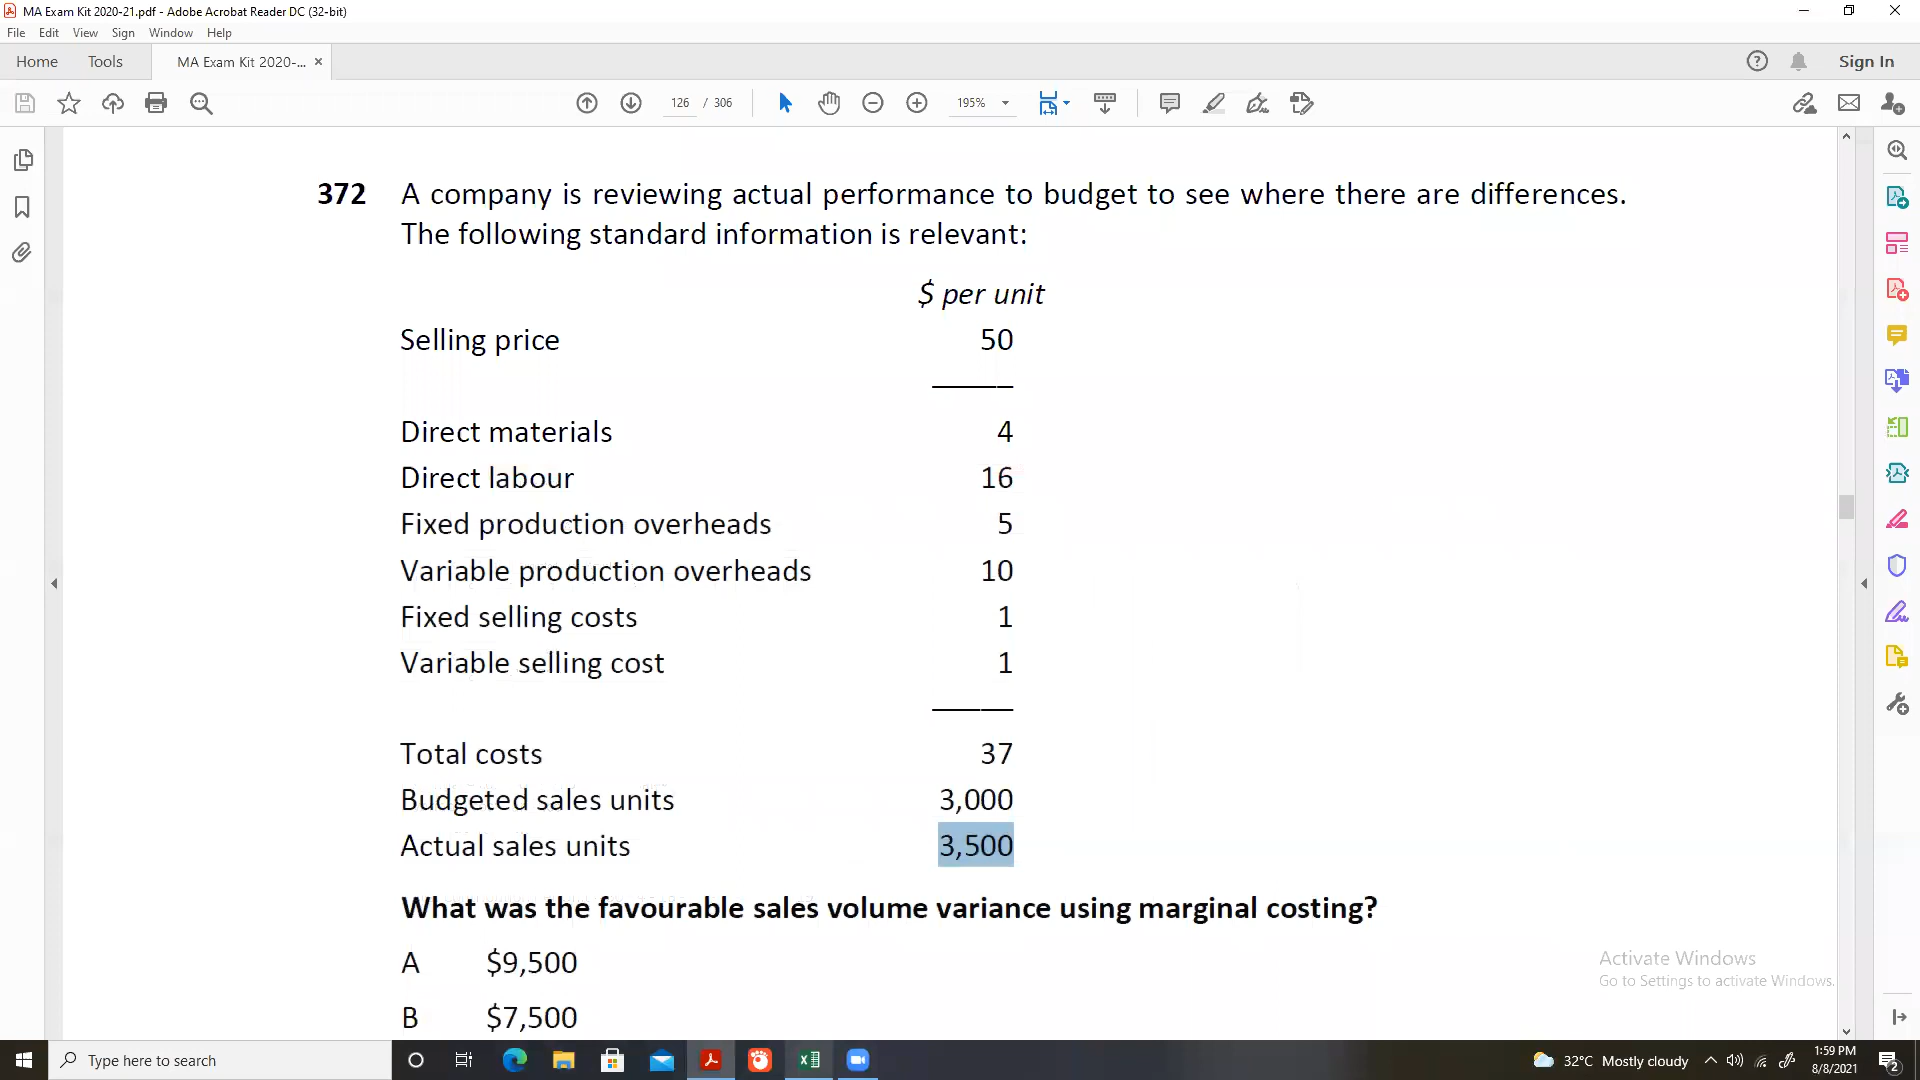 MA Exam Kit 2020-21.pdf - Adobe Acrobat Reader DC (32-bit)
File Edit View Sign Window Help
Home Tools MA Exam Kit 2020-... × Sign In
126 / 306 195%
372 A company is reviewing actual performance to budget to see where there are differences.
The following standard information is relevant:
$ per unit
Selling price 50
Direct materials 4
Direct labour 16
Fixed production overheads 5
Variable production overheads 10
Fixed selling costs 1
Variable selling cost 1
Total costs 37
Budgeted sales units 3,000
Actual sales units 3,500
What was the favourable sales volume variance using marginal costing?
A $9,500
B $7,500
Activate Windows
Go to Settings to activate Windows.
Type here to search
32°C Mostly cloudy
1:59 PM
8/8/2021
2